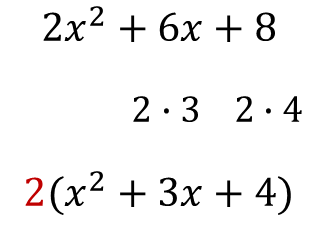 2x² + 6x + 8
2 · 3 2 · 4
2(x² + 3x + 4)